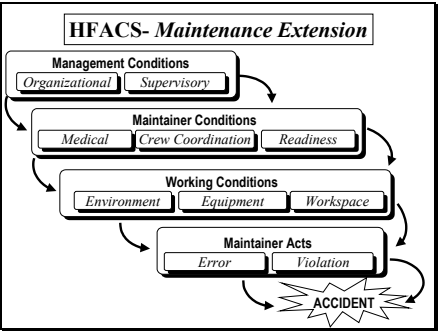 HFACS- Maintenance Extension
Management Conditions
Organizational Supervisory
Maintainer Conditions
Medical Crew Coordination Readiness
Working Conditions
Environment Equipment Workspace
Maintainer Acts
Error Violation
ACCIDENT